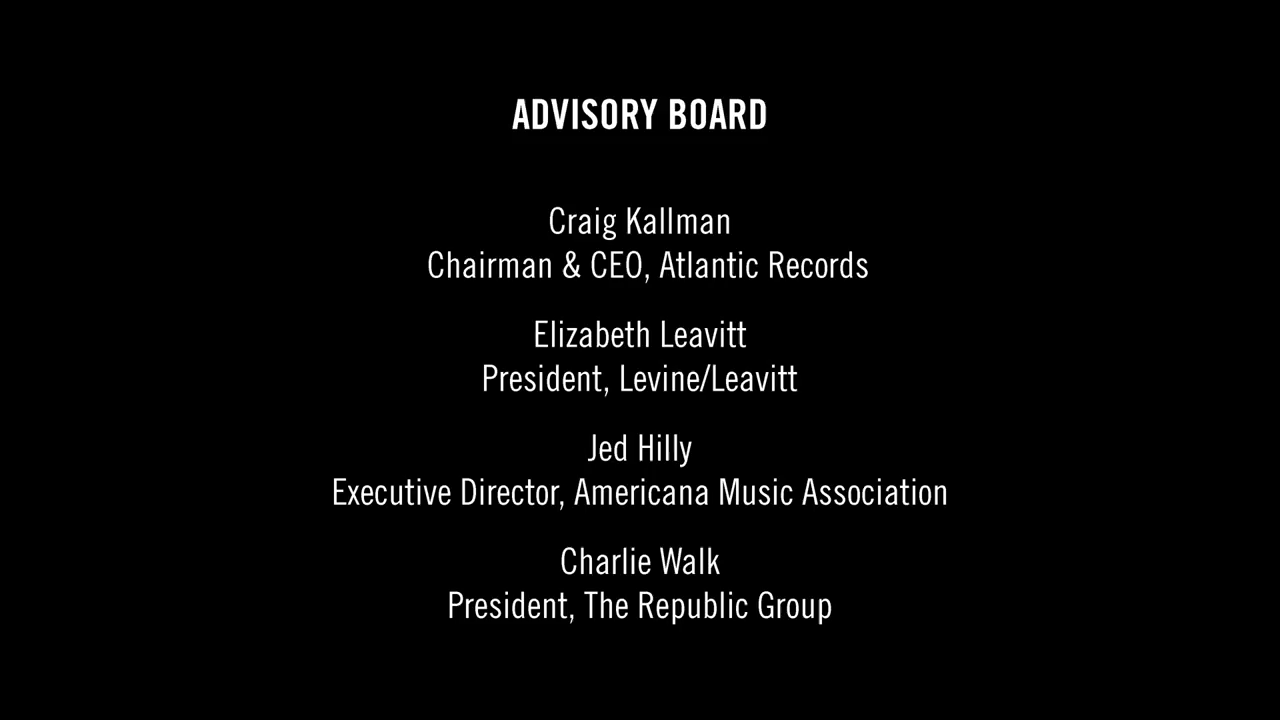 ADVISORY BOARD
Craig Kallman
Chairman & CEO, Atlantic Records
Elizabeth Leavitt
President, Levine/Leavitt
Jed Hilly
Executive Director, Americana Music Association
Charlie Walk
President, The Republic Group